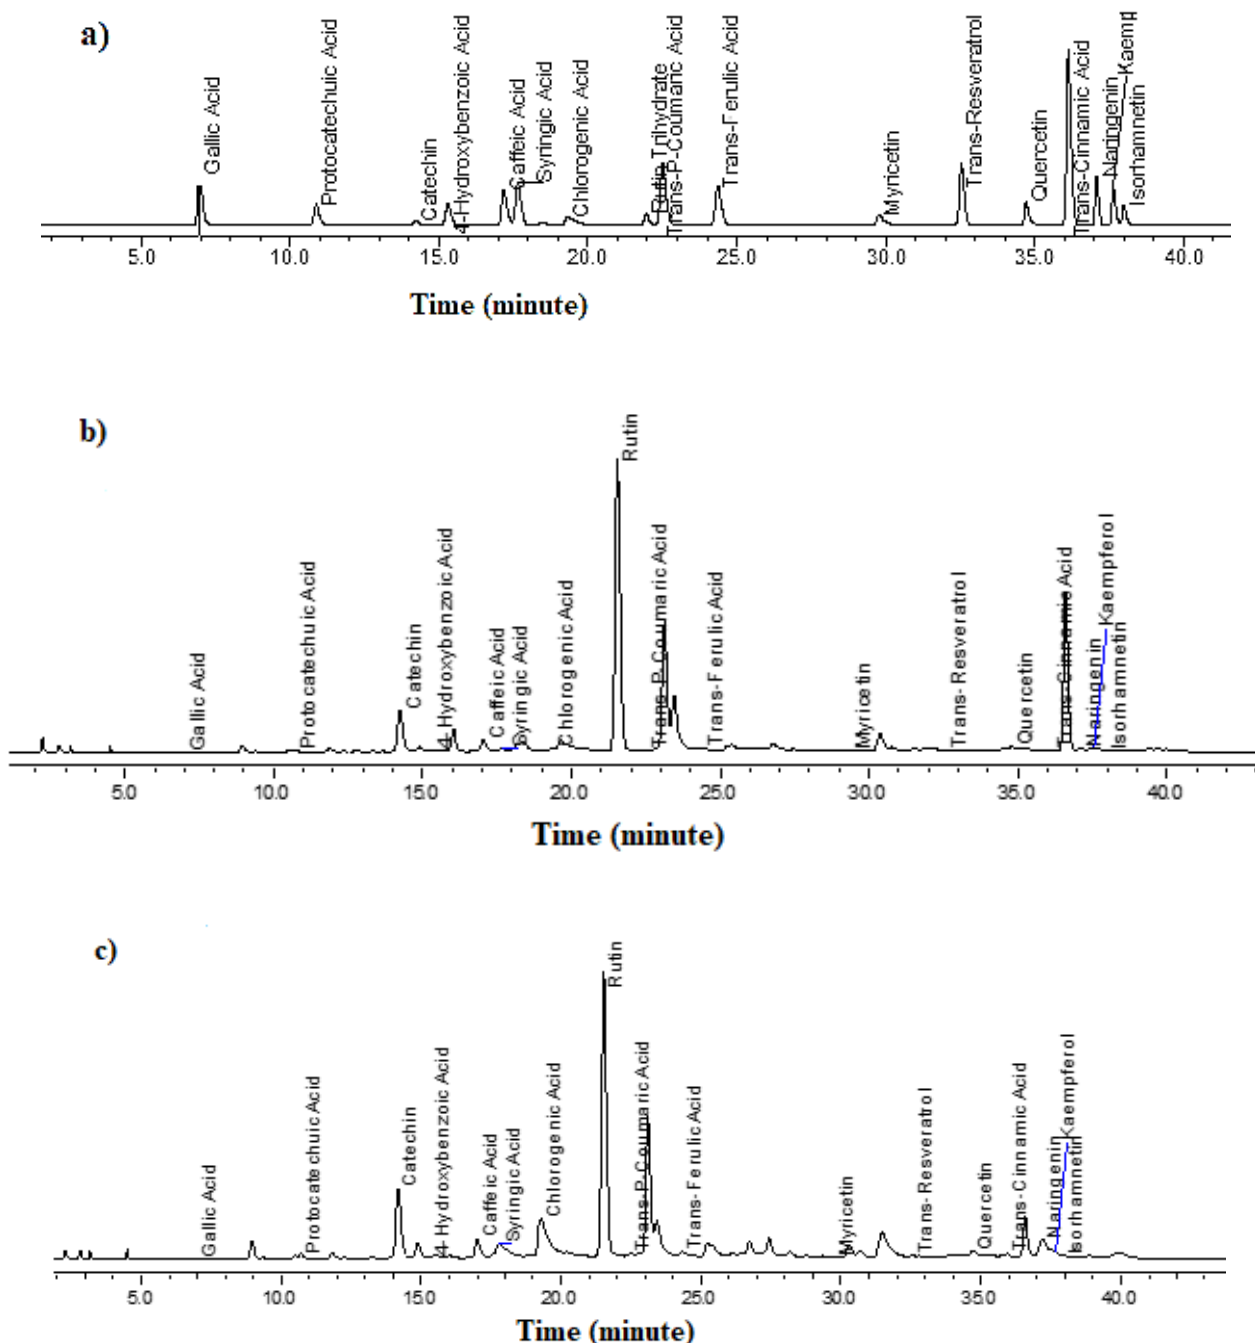 a)
Gallic Acid
Protocatechuic Acid
Catechin
4-Hydroxybenzoic Acid
Caffeic Acid
Syringic Acid
Chlorogenic Acid
Rutin Trihydrate
Trans-P-Coumaric Acid
Trans-Ferulic Acid
Myricetin
Trans-Resveratrol
Quercetin
Trans-Cinnamic Acid
Naringenin
Kaemp
Isorhamnetin
5.0 10.0 15.0 20.0 25.0 30.0 35.0 40.0
Time (minute)
b)
Gallic Acid
Protocatechuic Acid
Catechin
4-Hydroxybenzoic Acid
Caffeic Acid
Syringic Acid
Chlorogenic Acid
Rutin
Trans-P-Coumaric Acid
Trans-Ferulic Acid
Myricetin
Trans-Resveratrol
Quercetin
Trans-Cinnamic Acid
Naringenin
Kaempferol
Isorhamnetin
5.0 10.0 15.0 20.0 25.0 30.0 35.0 40.0
Time (minute)
c)
Gallic Acid
Protocatechuic Acid
Catechin
4-Hydroxybenzoic Acid
Caffeic Acid
Syringic Acid
Chlorogenic Acid
Rutin
Trans-P-Coumaric Acid
Trans-Ferulic Acid
Myricetin
Trans-Resveratrol
Quercetin
Trans-Cinnamic Acid
Naringenin
Kaempferol
Isorhamnetin
5.0 10.0 15.0 20.0 25.0 30.0 35.0 40.0
Time (minute)